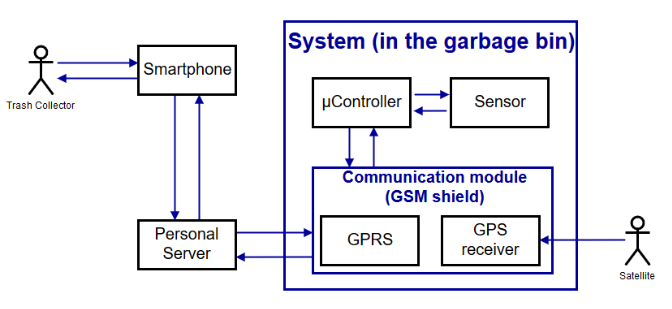 System (in the garbage bin)
Smartphone
Trash Collector
µController
Sensor
Communication module
(GSM shield)
Personal
Server
GPRS
GPS
receiver
Satellite